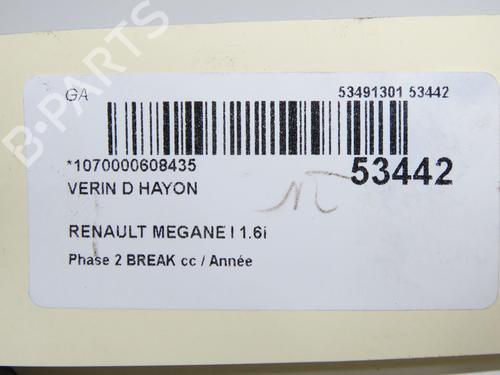 GA 53491301 53442
*1070000608435 53442
VERIN D HAYON
RENAULT MEGANE I 1.6i
Phase 2 BREAK cc / Année
B-PARTS